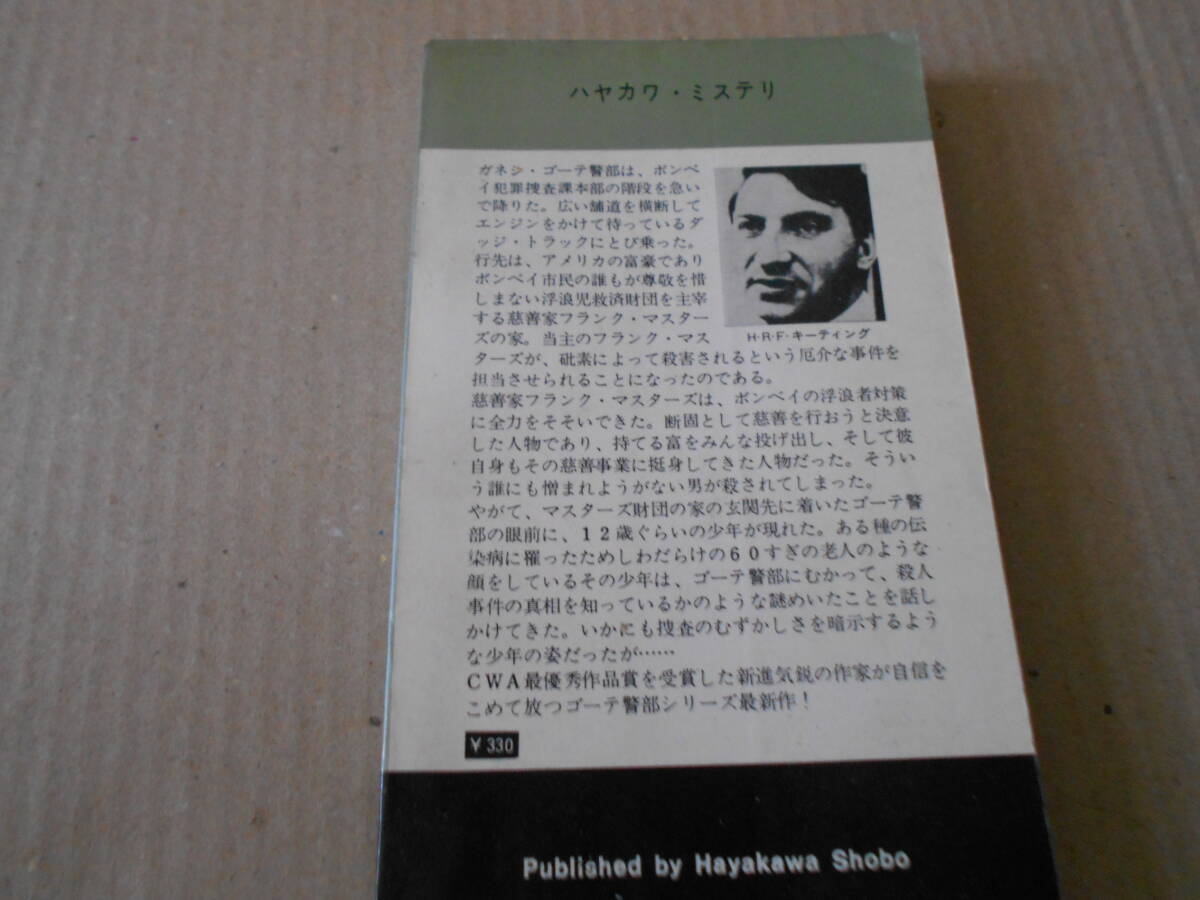 ハヤカワ・ミステリ
ガネシ・ゴーテ警部は、ボンベ
イ犯罪捜査課本部の階段を急い
で降りた。広い舗道を横断して
エンジンをかけて待っているダ
ッジ・トラックにとび乗った。
行先は、アメリカの富豪であり
ボンベイ市民の誰もが尊敬を惜
しまない浮浪児救済財団を主宰
する慈善家フランク・マスター
ズの家。当主のフランク・マス
ターズが、砒素によって殺害されるという厄介な事件を
担当させられることになったのである。
慈善家フランク・マスターズは、ボンベイの浮浪者対策
に全力をそそいできた。断固として慈善を行おうと決意
した人物であり、持てる富をみんな投げ出し、そして彼
自身もその慈善事業に挺身してきた人物だった。そうい
う誰にも憎まれようがない男が殺されてしまった。
やがて、マスターズ財団の家の玄関先に着いたゴーテ警
部の眼前に、12歳ぐらいの少年が現れた。ある種の伝
染病に罹ったためしわだらけの60すぎの老人のような
顔をしているその少年は、ゴーテ警部にむかって、殺人
事件の真相を知っているかのような謎めいたことを話し
かけてきた。いかにも捜査のむずかしさを暗示するよう
な少年の姿だったが……
CWA最優秀作品賞を受賞した新進気鋭の作家が自信を
こめて放つゴーテ警部シリーズ最新作!
H・R・F・キーティング
¥330
Published by Hayakawa Shobo